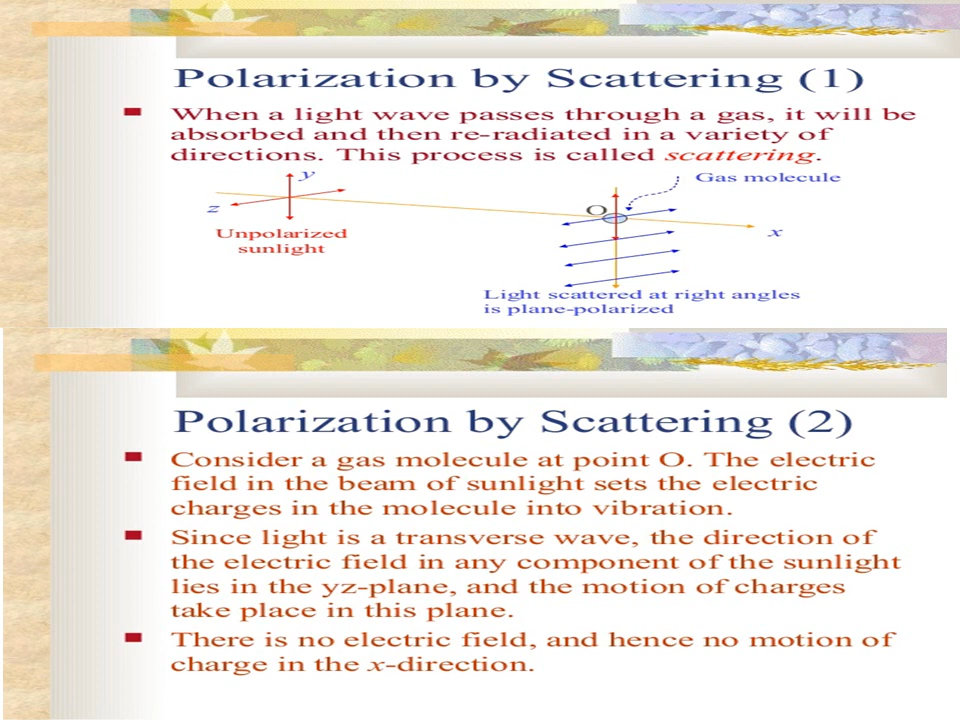 Polarization by Scattering (1)
When a light wave passes through a gas, it will be
absorbed and then re-radiated in a variety of
directions. This process is called scattering.
y
Gas molecule
z
O
x
Unpolarized
sunlight
Light scattered at right angles
is plane-polarized
Polarization by Scattering (2)
Consider a gas molecule at point O. The electric
field in the beam of sunlight sets the electric
charges in the molecule into vibration.
Since light is a transverse wave, the direction of
the electric field in any component of the sunlight
lies in the yz-plane, and the motion of charges
take place in this plane.
There is no electric field, and hence no motion of
charge in the x-direction.